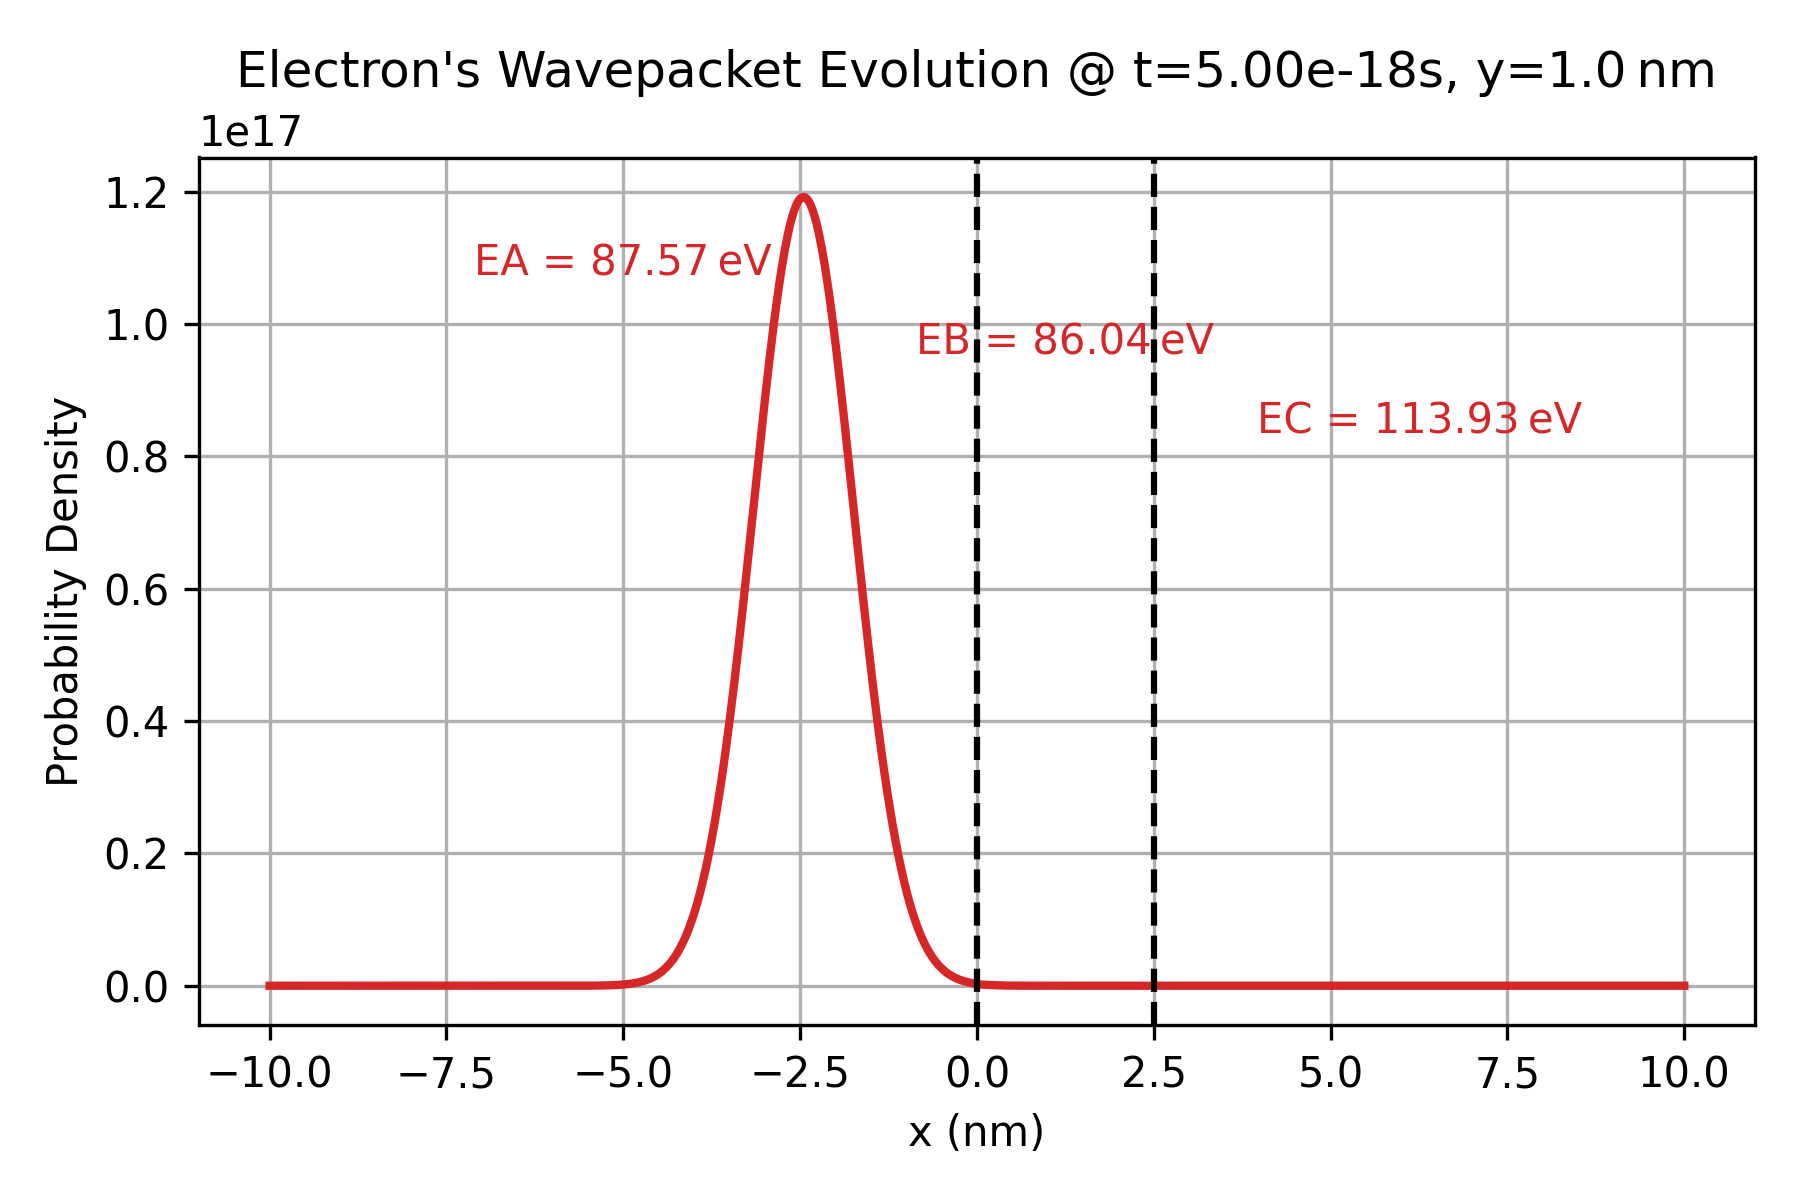 Electron's Wavepacket Evolution @ t=5.00e-18s, y=1.0 nm
1e17
1.2
1.0
0.8
0.6
0.4
0.2
0.0
Probability Density
EA = 87.57 eV
EB = 86.04 eV
EC = 113.93 eV
−10.0 −7.5 −5.0 −2.5 0.0 2.5 5.0 7.5 10.0
x (nm)